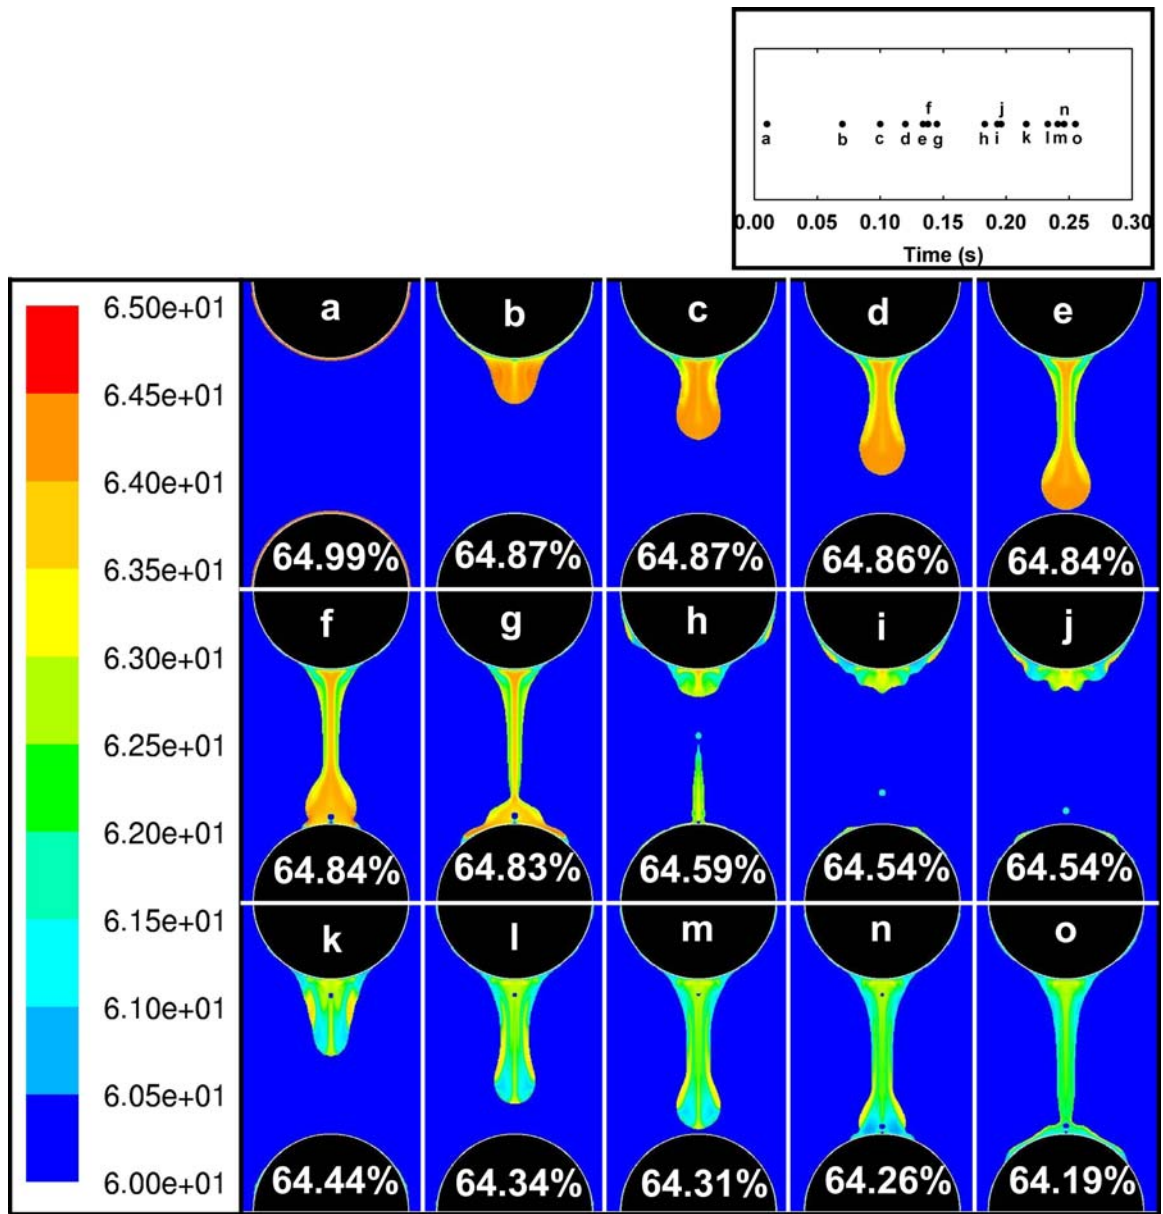 f j n
a b c d e g h i k l m o
0.00 0.05 0.10 0.15 0.20 0.25 0.30
Time (s)
6.50e+01
6.45e+01
6.40e+01
6.35e+01
6.30e+01
6.25e+01
6.20e+01
6.15e+01
6.10e+01
6.05e+01
6.00e+01
a b c d e
64.99% 64.87% 64.87% 64.86% 64.84%
f g h i j
64.84% 64.83% 64.59% 64.54% 64.54%
k l m n o
64.44% 64.34% 64.31% 64.26% 64.19%